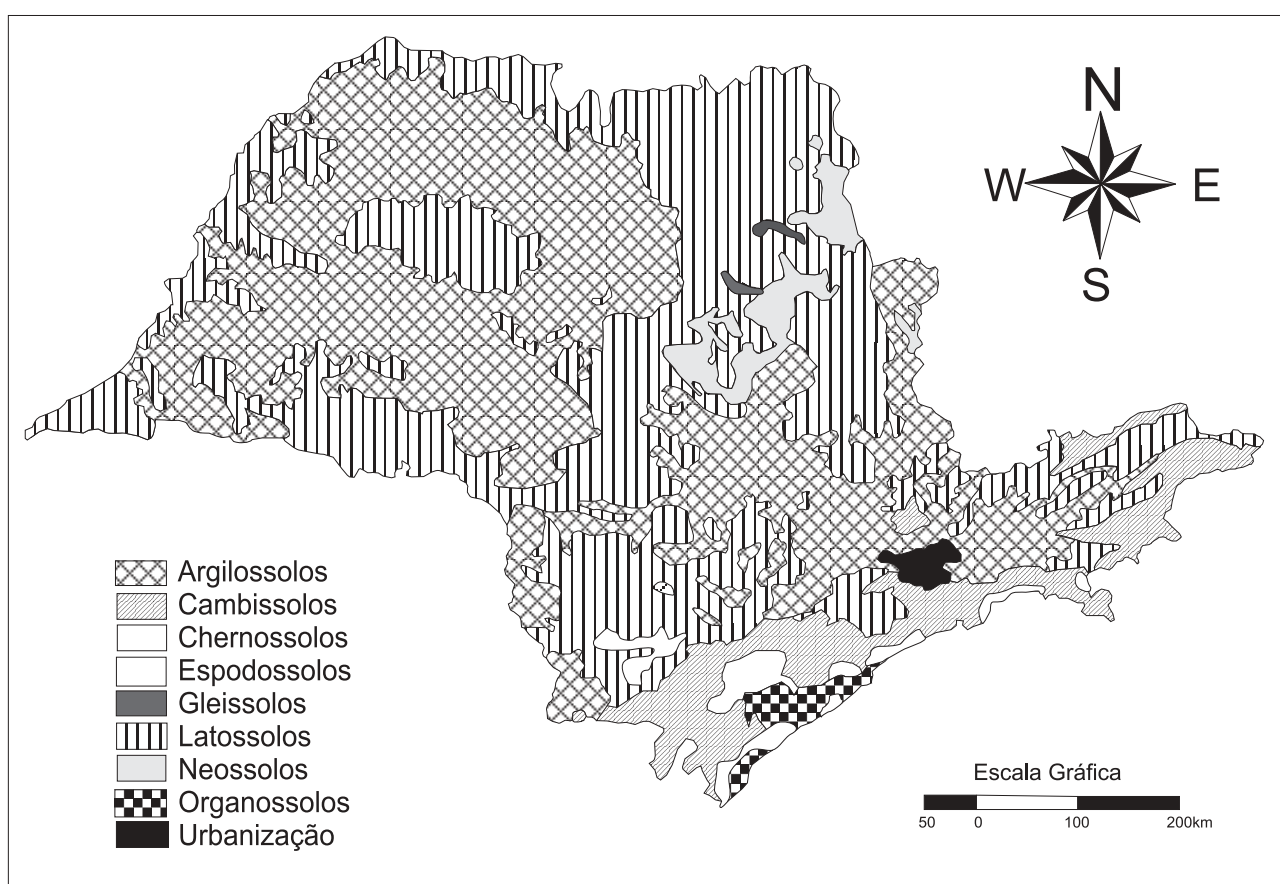 N
W E
S
Argilossolos
Cambissolos
Chernossolos
Espodossolos
Gleissolos
Latossolos
Neossolos
Organossolos
Urbanização
Escala Gráfica
50 0 100 200km